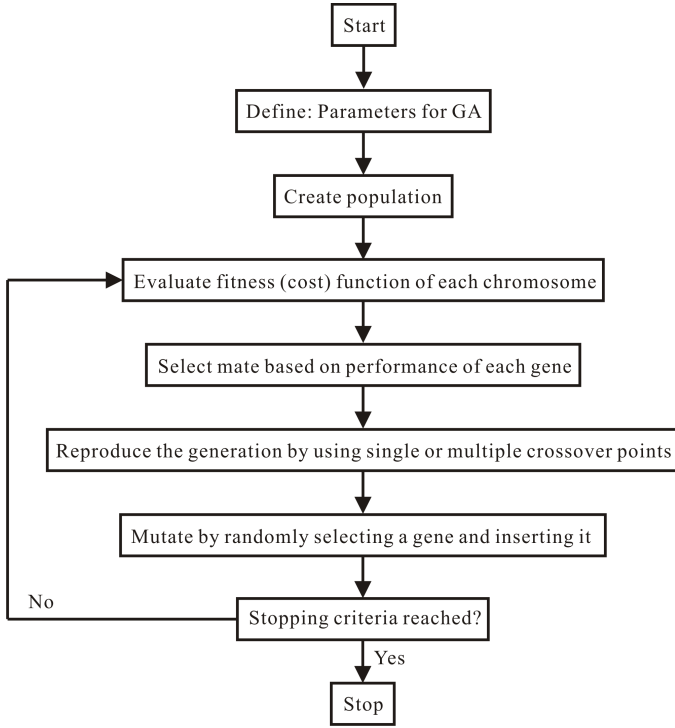 Start
Define: Parameters for GA
Create population
Evaluate fitness (cost) function of each chromosome
Select mate based on performance of each gene
Reproduce the generation by using single or multiple crossover points
Mutate by randomly selecting a gene and inserting it
No
Stopping criteria reached?
Yes
Stop